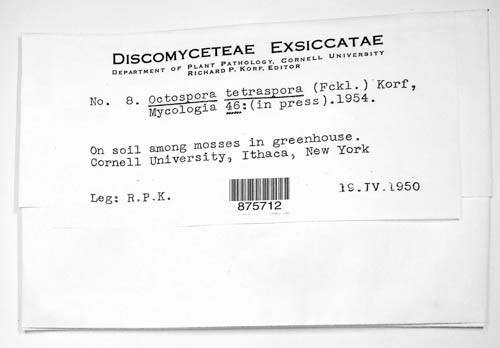 DISCOMYCETEAE EXSICCATAE
DEPARTMENT OF PLANT PATHOLOGY, CORNELL UNIVERSITY
RICHARD P. KORF, EDITOR
No. 8. Octospora tetraspora (Fckl.) Korf,
Mycologia 46:(in press).1954.
On soil among mosses in greenhouse.
Cornell University, Ithaca, New York
Leg: R.P.K.
19.IV.1950
875712